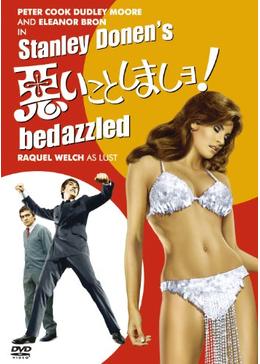 PETER COOK DUDLEY MOORE
AND ELEANOR BRON
IN
Stanley Donen's
悪いことしましョ!
bedazzled
RAQUEL WELCH AS LUST
DVD
VIDEO